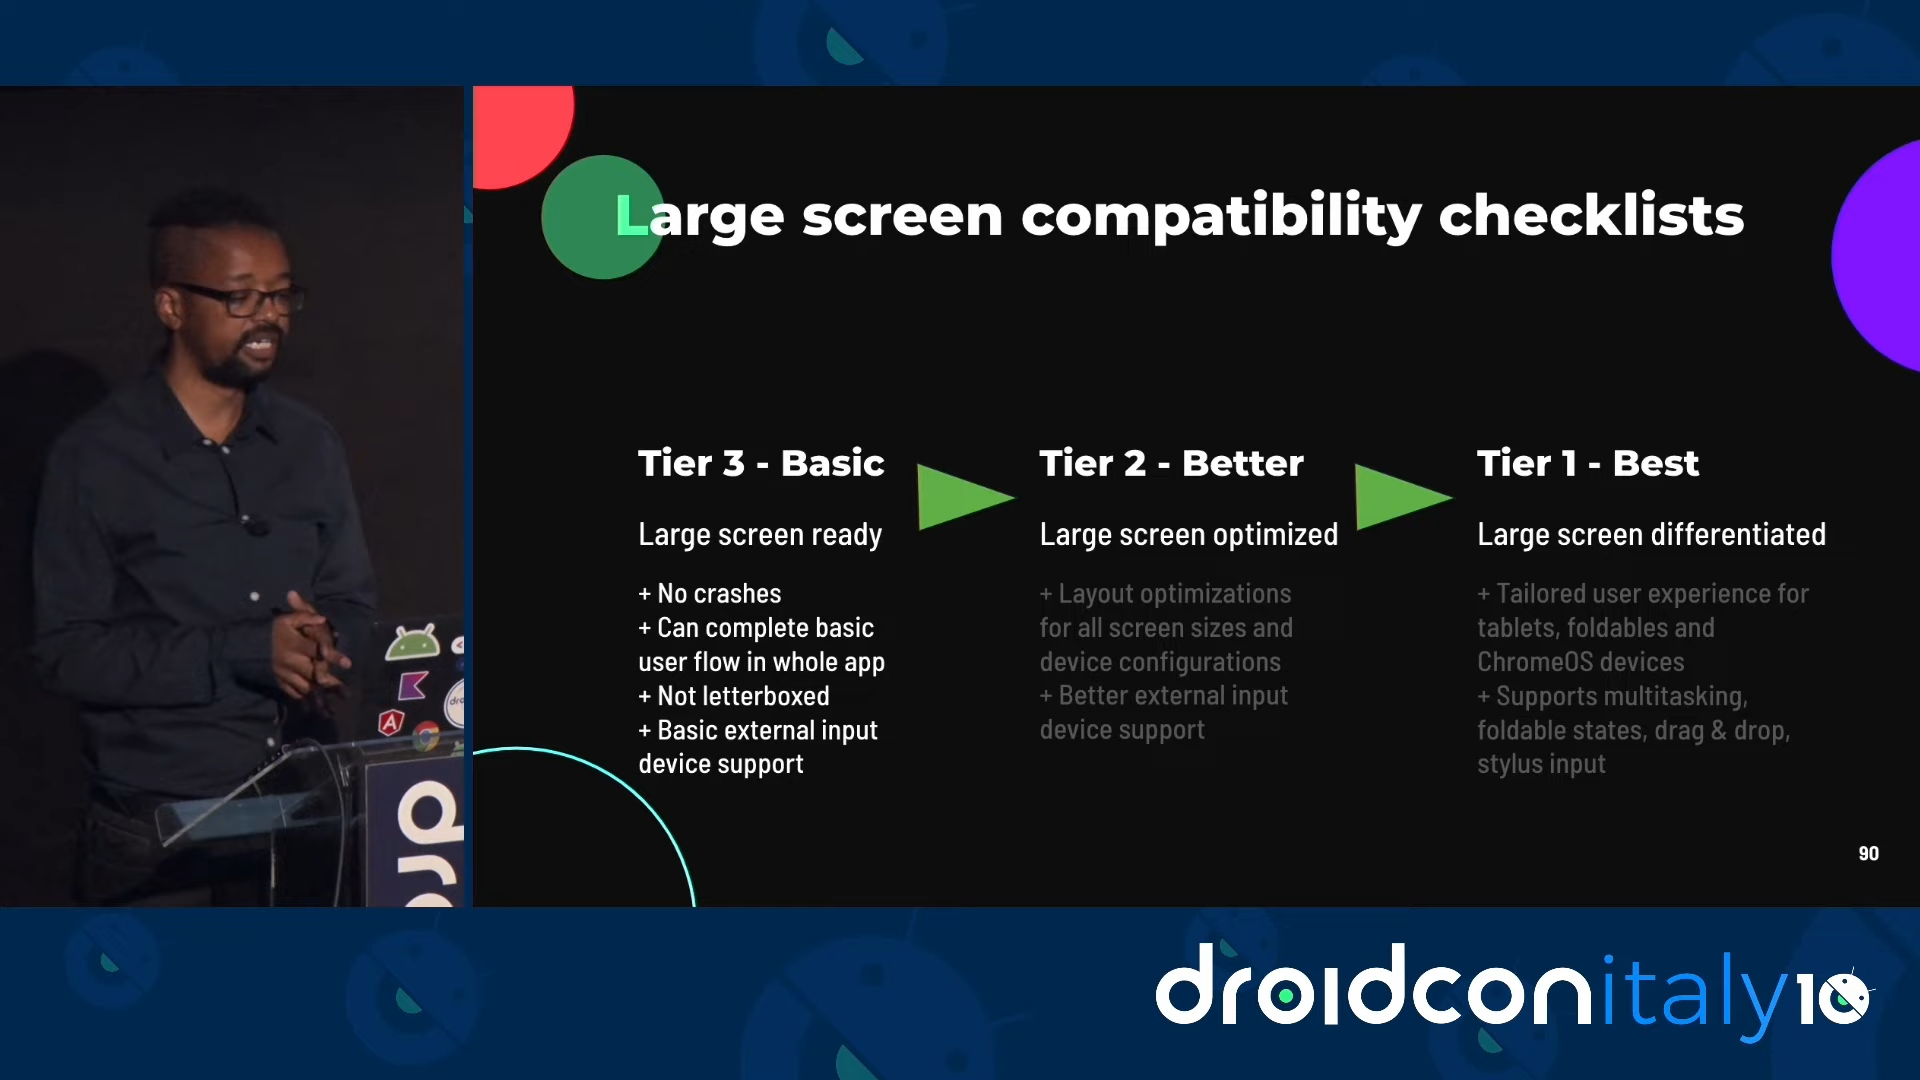 Large screen compatibility checklists
Tier 3 - Basic
Large screen ready
+ No crashes
+ Can complete basic
user flow in whole app
+ Not letterboxed
+ Basic external input
device support
Tier 2 - Better
Large screen optimized
+ Layout optimizations
for all screen sizes and
device configurations
+ Better external input
device support
Tier 1 - Best
Large screen differentiated
+ Tailored user experience for
tablets, foldables and
ChromeOS devices
+ Supports multitasking,
foldable states, drag & drop,
stylus input
90
droidconitaly10